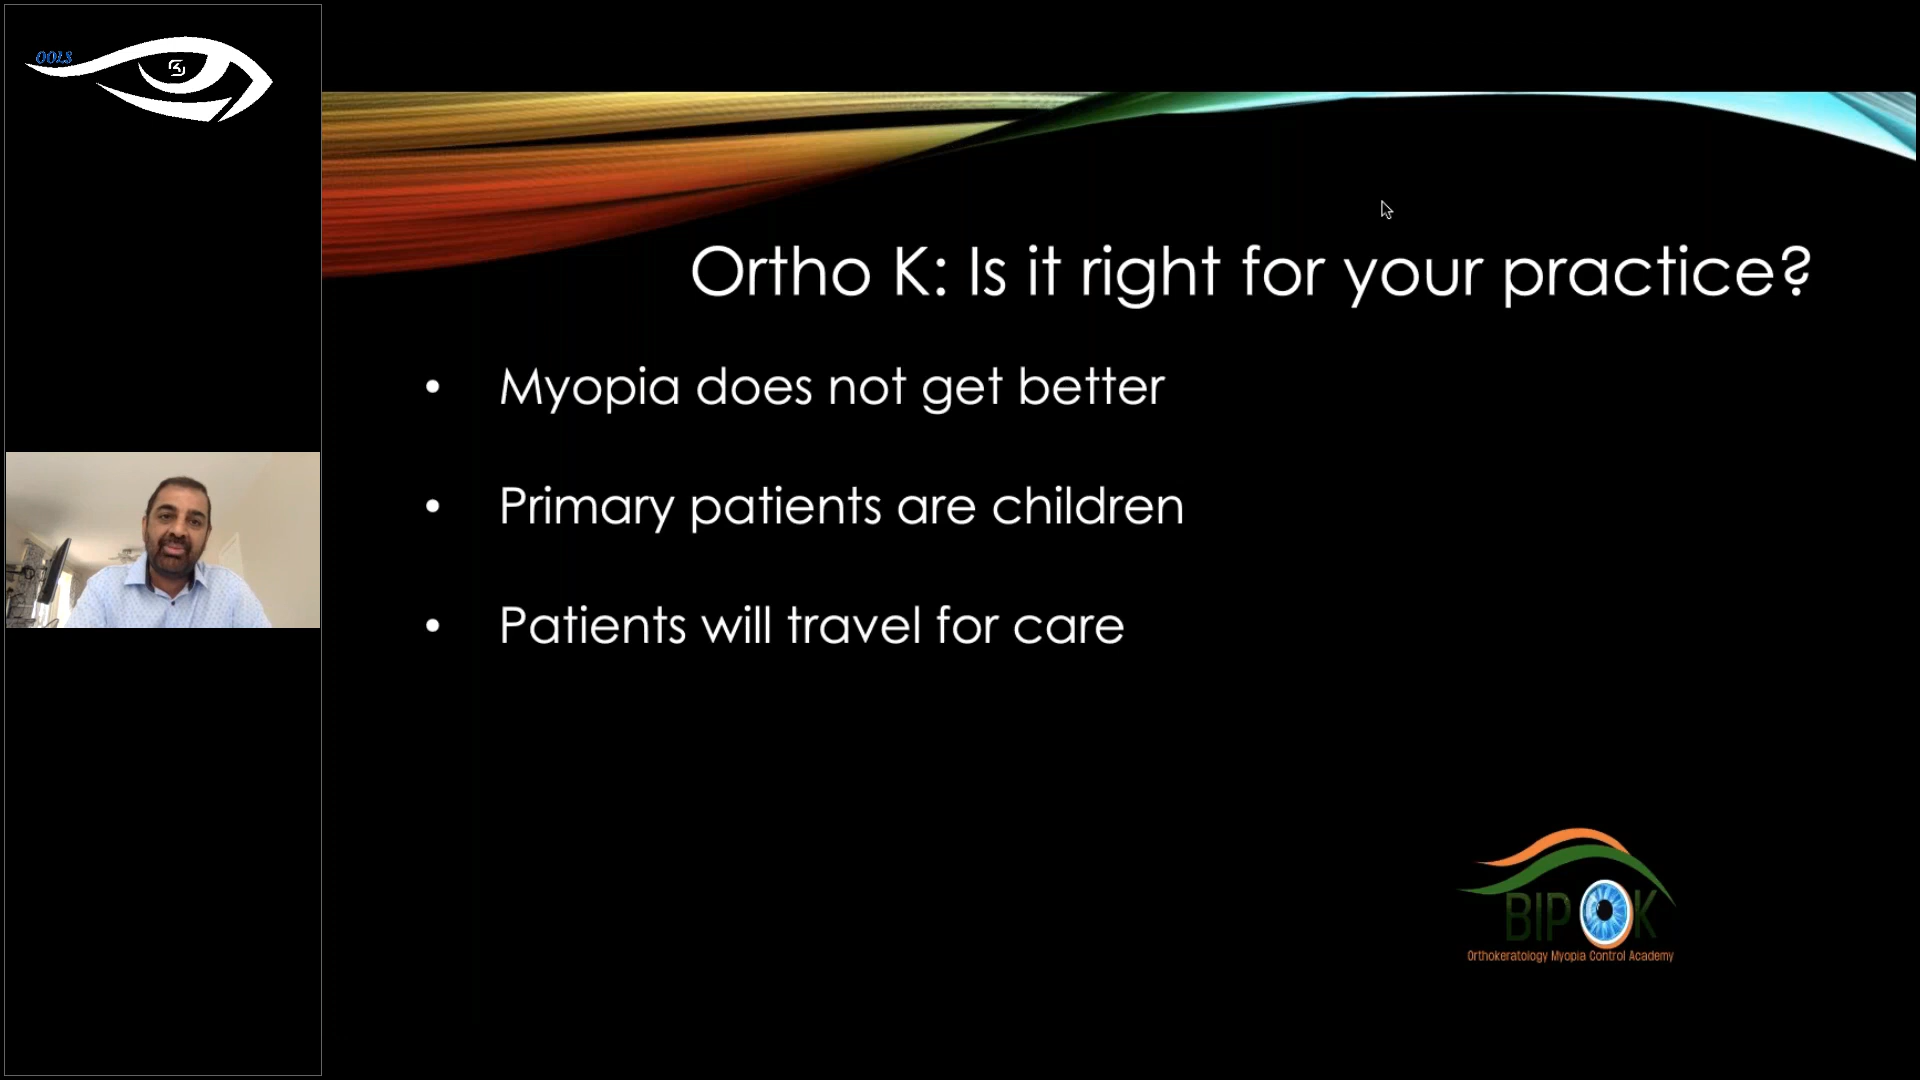 OOLS
Ortho K: Is it right for your practice?
• Myopia does not get better
• Primary patients are children
• Patients will travel for care
BIPOK
Orthokeratology Myopia Control Academy